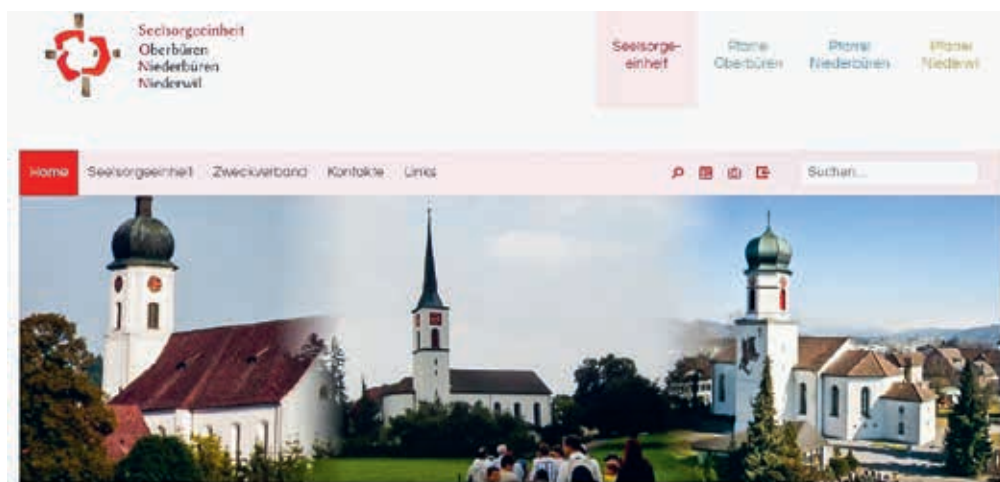 Seelsorgeeinheit
Oberbüren
Niederbüren
Niederwil
Seelsorge-
einheit
Pfarrei
Oberbüren
Pfarrei
Niederbüren
Pfarrei
Niederwil
Home Seelsorgeeinheit Zweckverband Kontakte Links Suchen...